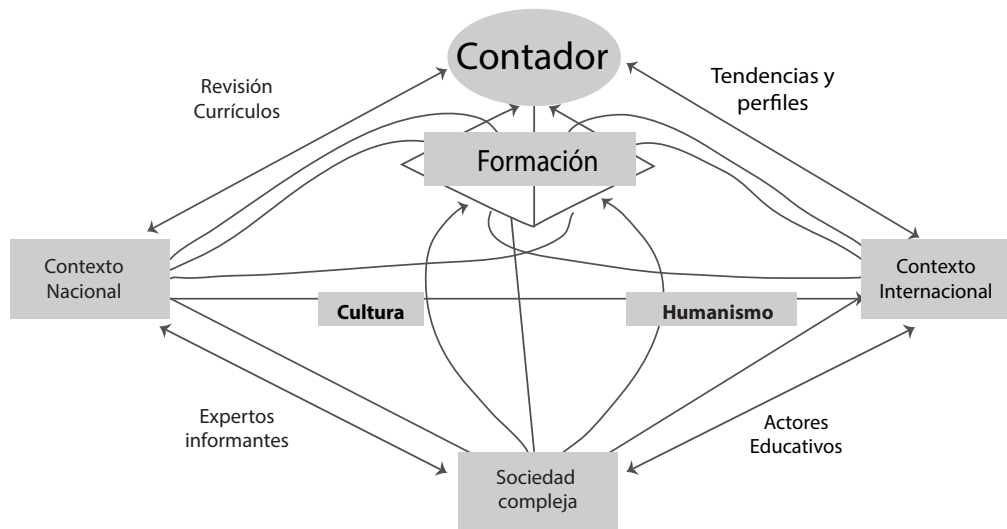 Contador
Revisión
Currículos
Tendencias y
perfiles
Formación
Contexto
Nacional
Contexto
Internacional
Cultura
Humanismo
Expertos
informantes
Actores
Educativos
Sociedad
compleja